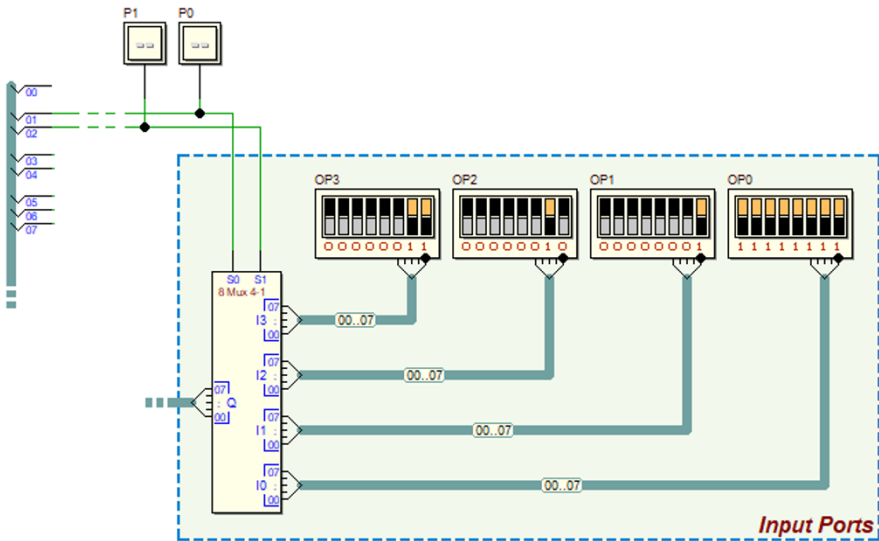 P1 P0
00
01
02
03
04
05
06
07
OP3 OP2 OP1 OP0
0 0 0 0 0 0 1 1
0 0 0 0 0 0 1 0
0 0 0 0 0 0 0 1
1 1 1 1 1 1 1 1
S0 S1
8 Mux 4-1
07
I3 :
00
00..07
07
I2 :
00
00..07
07
: Q
00
07
I1 :
00
00..07
07
I0 :
00
00..07
Input Ports